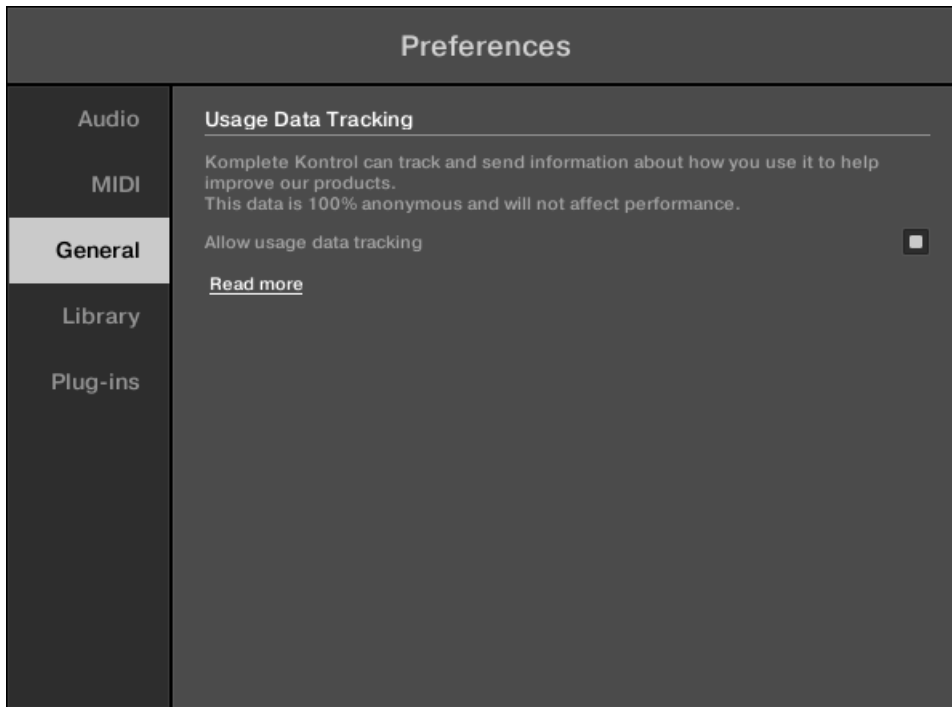 Preferences
Audio
MIDI
General
Library
Plug-ins
Usage Data Tracking
Komplete Kontrol can track and send information about how you use it to help
improve our products.
This data is 100% anonymous and will not affect performance.
Allow usage data tracking
Read more